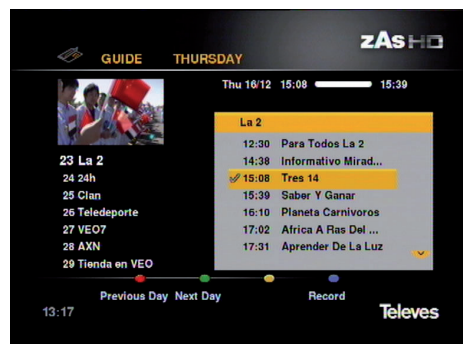 zAs HD
GUIDE THURSDAY
Thu 16/12 15:08 15:39
La 2
12:30 Para Todos La 2
14:38 Informativo Mirad...
15:08 Tres 14
15:39 Saber Y Ganar
16:10 Planeta Carnivoros
17:02 Africa A Ras Del ...
17:31 Aprender De La Luz
23 La 2
24 24h
25 Clan
26 Teledeporte
27 VEO7
28 AXN
29 Tienda en VEO
Previous Day Next Day Record
13:17
Televes